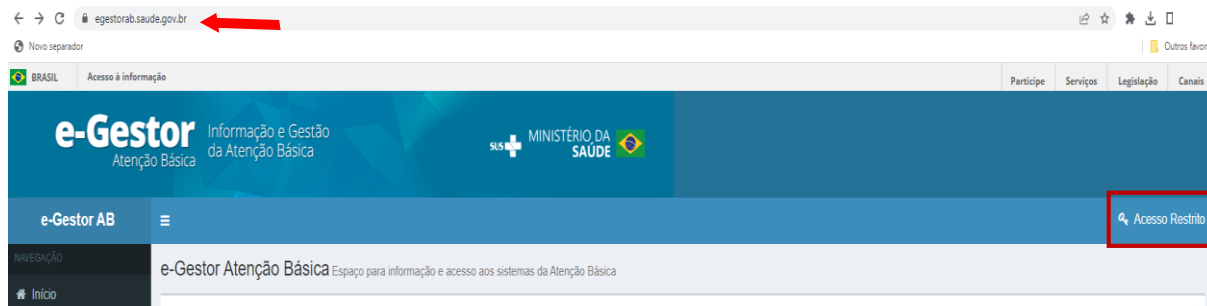 egestorab.saude.gov.br
Novo separador
Outros favor
BRASIL Acesso à informação
Participe Serviços Legislação Canais
e-Gestor
Atenção Básica
Informação e Gestão
da Atenção Básica
SUS MINISTÉRIO DA
SAÚDE
e-Gestor AB
Acesso Restrito
NAVEGAÇÃO
e-Gestor Atenção Básica Espaço para informação e acesso aos sistemas da Atenção Básica
Início